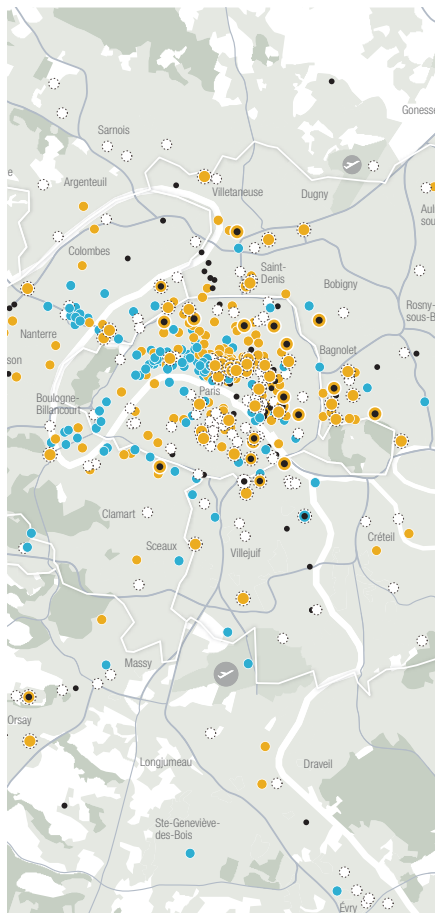 Goness
Sarnois
e
Argenteuil
Villetaneuse
Dugny
Aul
sou
Colombes
Saint-
Denis
Bobigny
Rosny-
sous-B
Nanterre
Bagnolet
son
Paris
Boulogne-
Billancourt
Clamart
Sceaux
Villejuif
Créteil
Massy
Orsay
Longjumeau
Draveil
Ste-Geneviève-
des-Bois
Évry